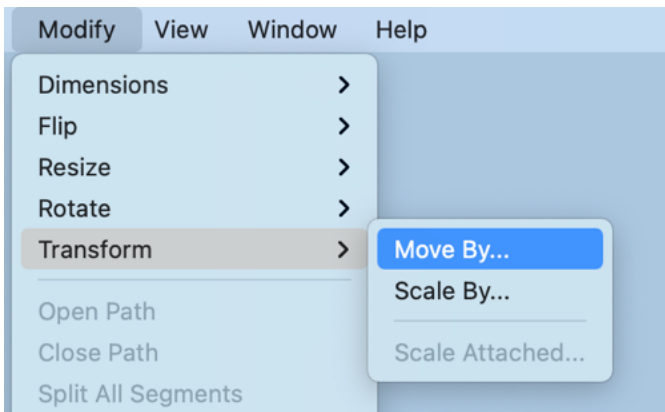 Modify View Window Help
Dimensions
Flip
Resize
Rotate
Transform
Move By...
Scale By...
Scale Attached...
Open Path
Close Path
Split All Segments